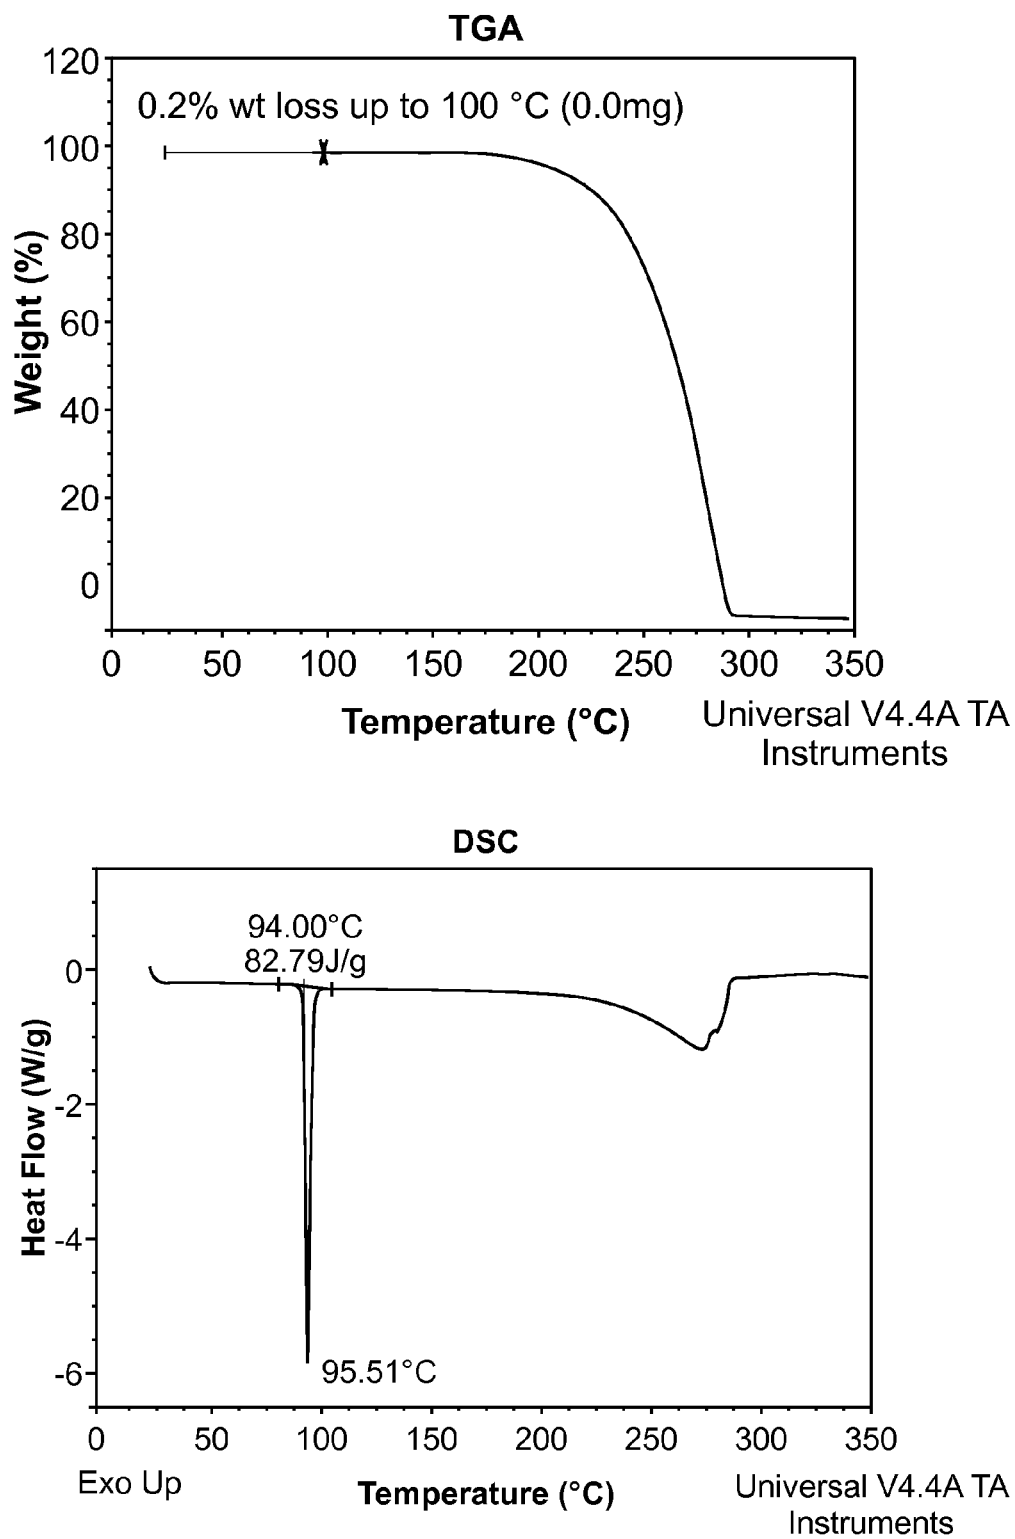 TGA
120
0.2% wt loss up to 100 °C (0.0mg)
100
80
60
40
20
0
Weight (%)
0 50 100 150 200 250 300 350
Temperature (°C)
Universal V4.4A TA
Instruments
DSC
94.00°C
82.79J/g
0
-2
-4
-6
Heat Flow (W/g)
95.51°C
0 50 100 150 200 250 300 350
Exo Up
Temperature (°C)
Universal V4.4A TA
Instruments